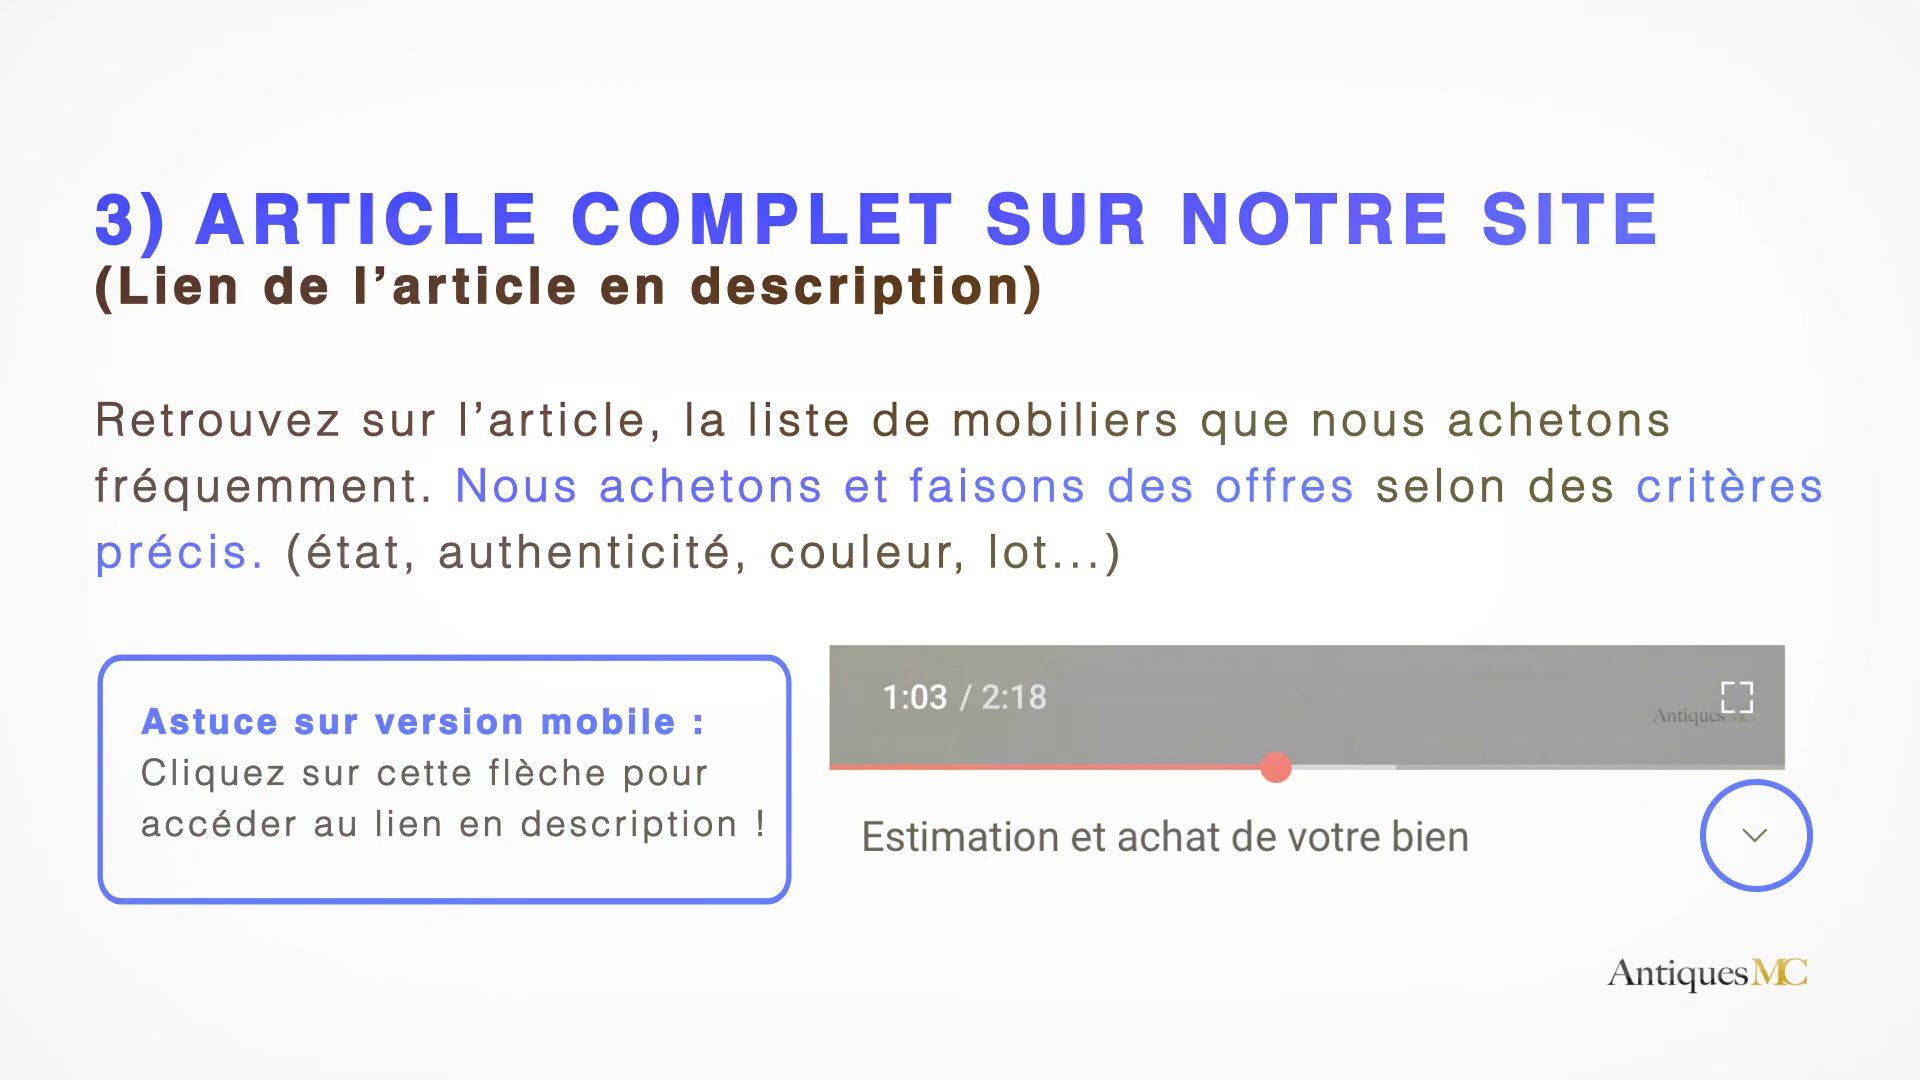 3) ARTICLE COMPLET SUR NOTRE SITE
(Lien de l’article en description)
Retrouvez sur l’article, la liste de mobiliers que nous achetons
fréquemment. Nous achetons et faisons des offres selon des critères
précis. (état, authenticité, couleur, lot...)
Astuce sur version mobile :
Cliquez sur cette flèche pour
accéder au lien en description !
1:03 / 2:18
AntiquesMC
Estimation et achat de votre bien
AntiquesMC